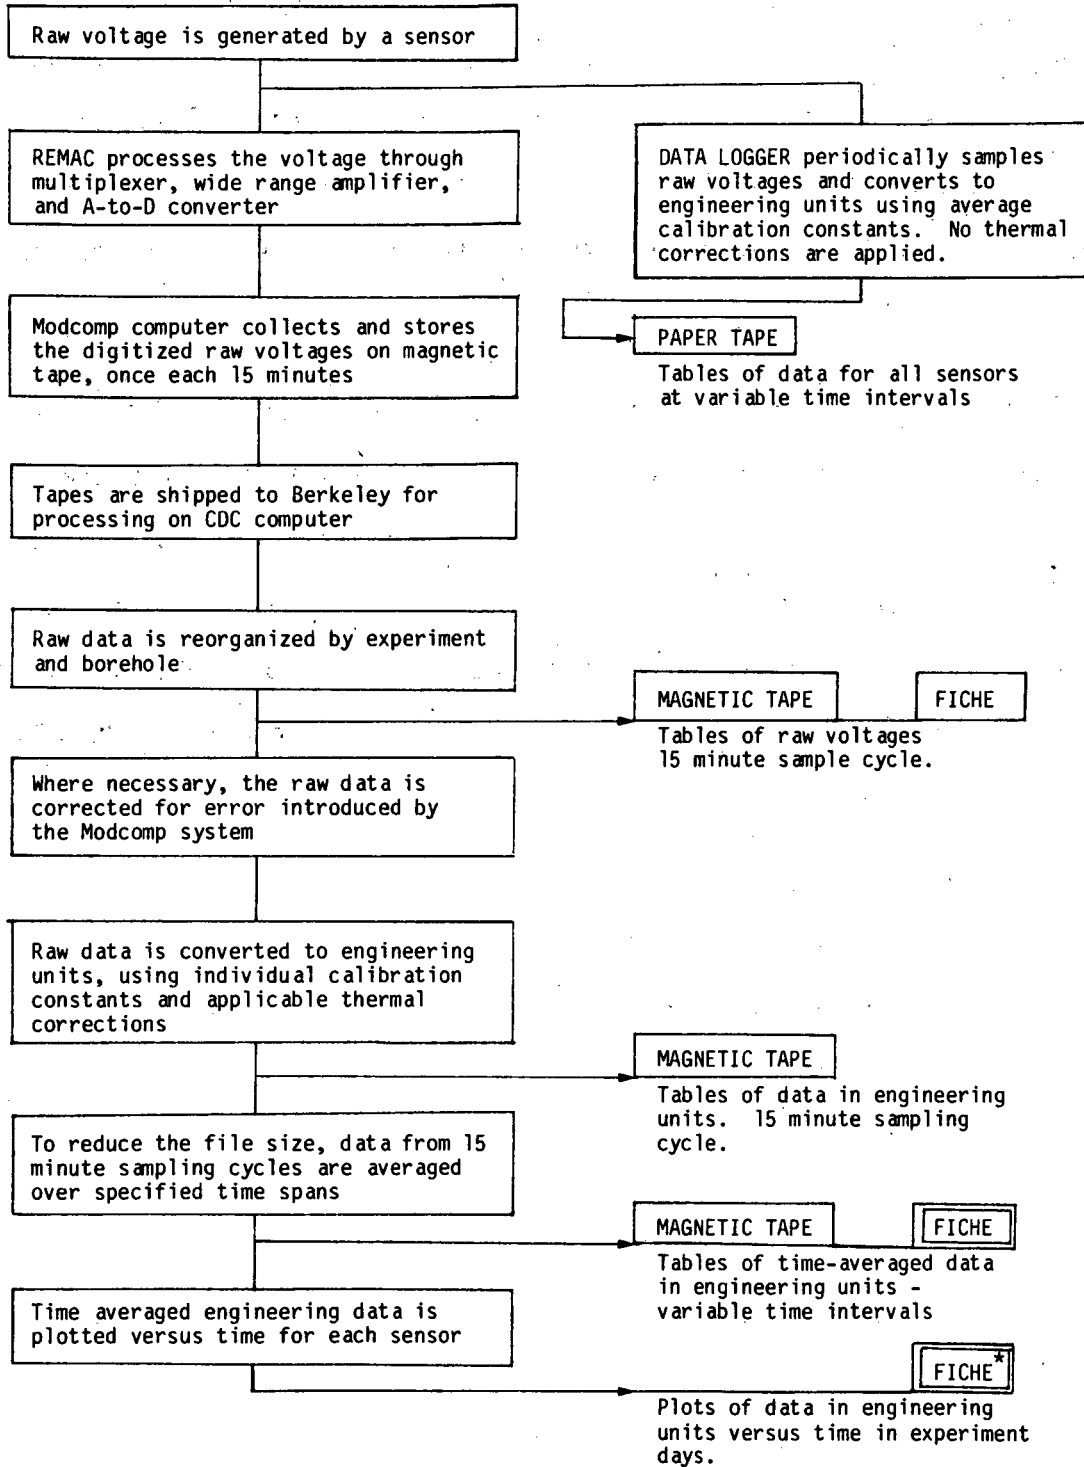 Raw voltage is generated by a sensor
REMAC processes the voltage through
multiplexer, wide range amplifier,
and A-to-D converter
DATA LOGGER periodically samples
raw voltages and converts to
engineering units using average
calibration constants. No thermal
corrections are applied.
Modcomp computer collects and stores
the digitized raw voltages on magnetic
tape, once each 15 minutes
PAPER TAPE
Tables of data for all sensors
at variable time intervals
Tapes are shipped to Berkeley for
processing on CDC computer
Raw data is reorganized by experiment
and borehole
MAGNETIC TAPE
FICHE
Tables of raw voltages
15 minute sample cycle.
Where necessary, the raw data is
corrected for error introduced by
the Modcomp system
Raw data is converted to engineering
units, using individual calibration
constants and applicable thermal
corrections
MAGNETIC TAPE
Tables of data in engineering
units. 15 minute sampling
cycle.
To reduce the file size, data from 15
minute sampling cycles are averaged
over specified time spans
MAGNETIC TAPE
FICHE
Tables of time-averaged data
in engineering units -
variable time intervals
Time averaged engineering data is
plotted versus time for each sensor
FICHE*
Plots of data in engineering
units versus time in experiment
days.